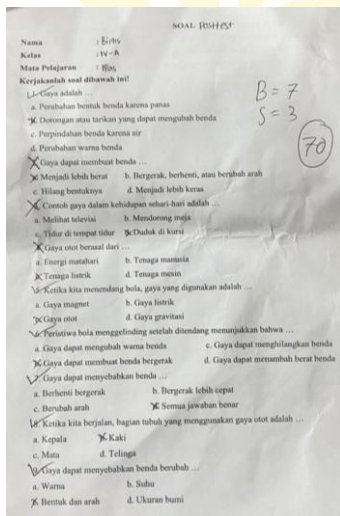 SOAL Posttest
Nama :
Kelas : IV-A
Mata Pelajaran :
Kerjakanlah soal dibawah ini!
B = 7
S = 3
70
1. Gaya adalah …
a. Perubahan bentuk benda karena panas
b. Dorongan atau tarikan yang dapat mengubah benda
c. Perpindahan benda karena air
d. Perubahan warna benda
2. Gaya dapat membuat benda …
a. Menjadi lebih berat b. Bergerak, berhenti, atau berubah arah
c. Hilang bentuknya d. Menjadi lebih keras
3. Contoh gaya dalam kehidupan sehari-hari adalah …
a. Melihat televisi b. Mendorong meja
c. Tidur di tempat tidur d. Duduk di kursi
4. Gaya otot berasal dari …
a. Energi matahari b. Tenaga manusia
c. Tenaga listrik d. Tenaga mesin
5. Ketika kita menendang bola, gaya yang digunakan adalah …
a. Gaya magnet b. Gaya listrik
c. Gaya otot d. Gaya gravitasi
6. Peristiwa bola menggelinding setelah ditendang menunjukkan bahwa …
a. Gaya dapat mengubah warna benda c. Gaya dapat menghilangkan benda
b. Gaya dapat membuat benda bergerak d. Gaya dapat menambah berat benda
7. Gaya dapat menyebabkan benda …
a. Berhenti bergerak b. Bergerak lebih cepat
c. Berubah arah d. Semua jawaban benar
8. Ketika kita berjalan, bagian tubuh yang menggunakan gaya otot adalah …
a. Kepala b. Kaki
c. Mata d. Telinga
9. Gaya dapat menyebabkan benda berubah …
a. Warna b. Suhu
c. Bentuk dan arah d. Ukuran bumi